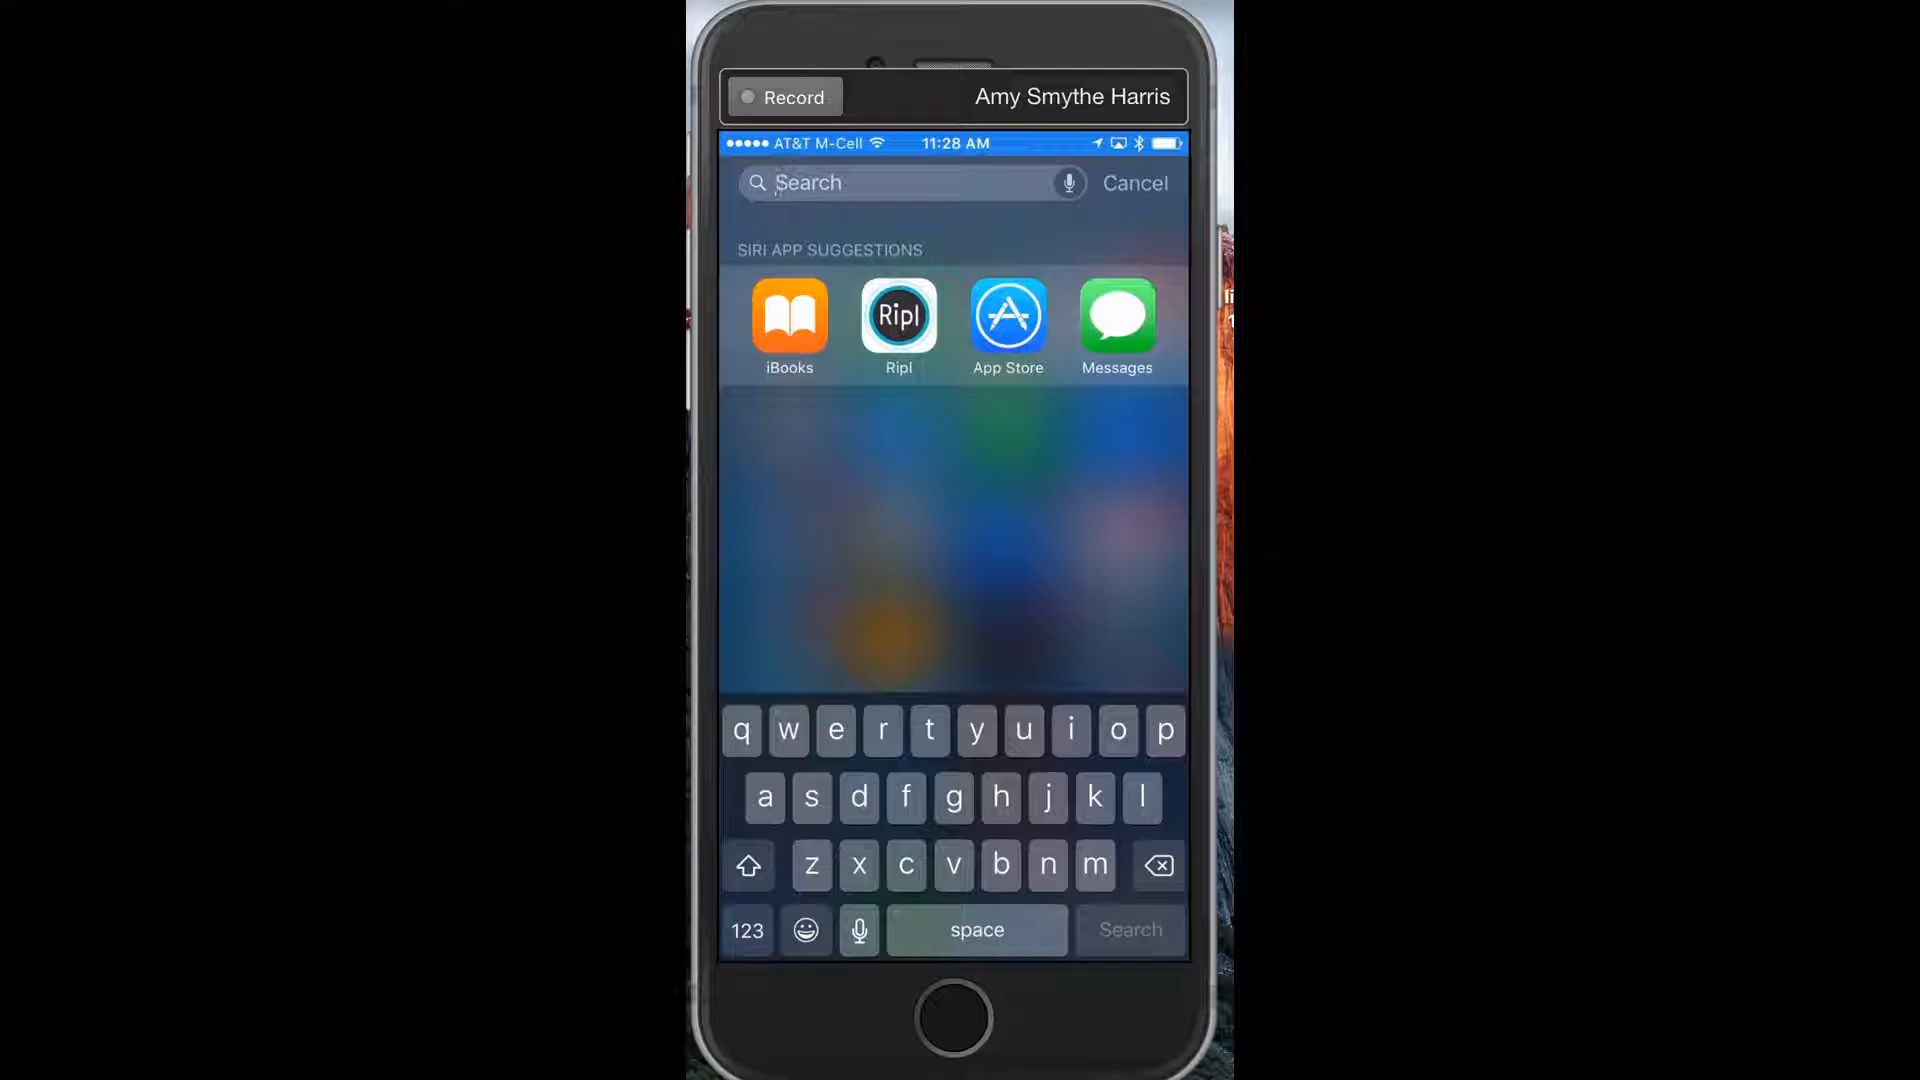 Record
Amy Smythe Harris
AT&T M-Cell 11:28 AM
Search Cancel
SIRI APP SUGGESTIONS
Ripl
iBooks Ripl App Store Messages
q w e r t y u i o p
a s d f g h j k l
z x c v b n m
123 space Search